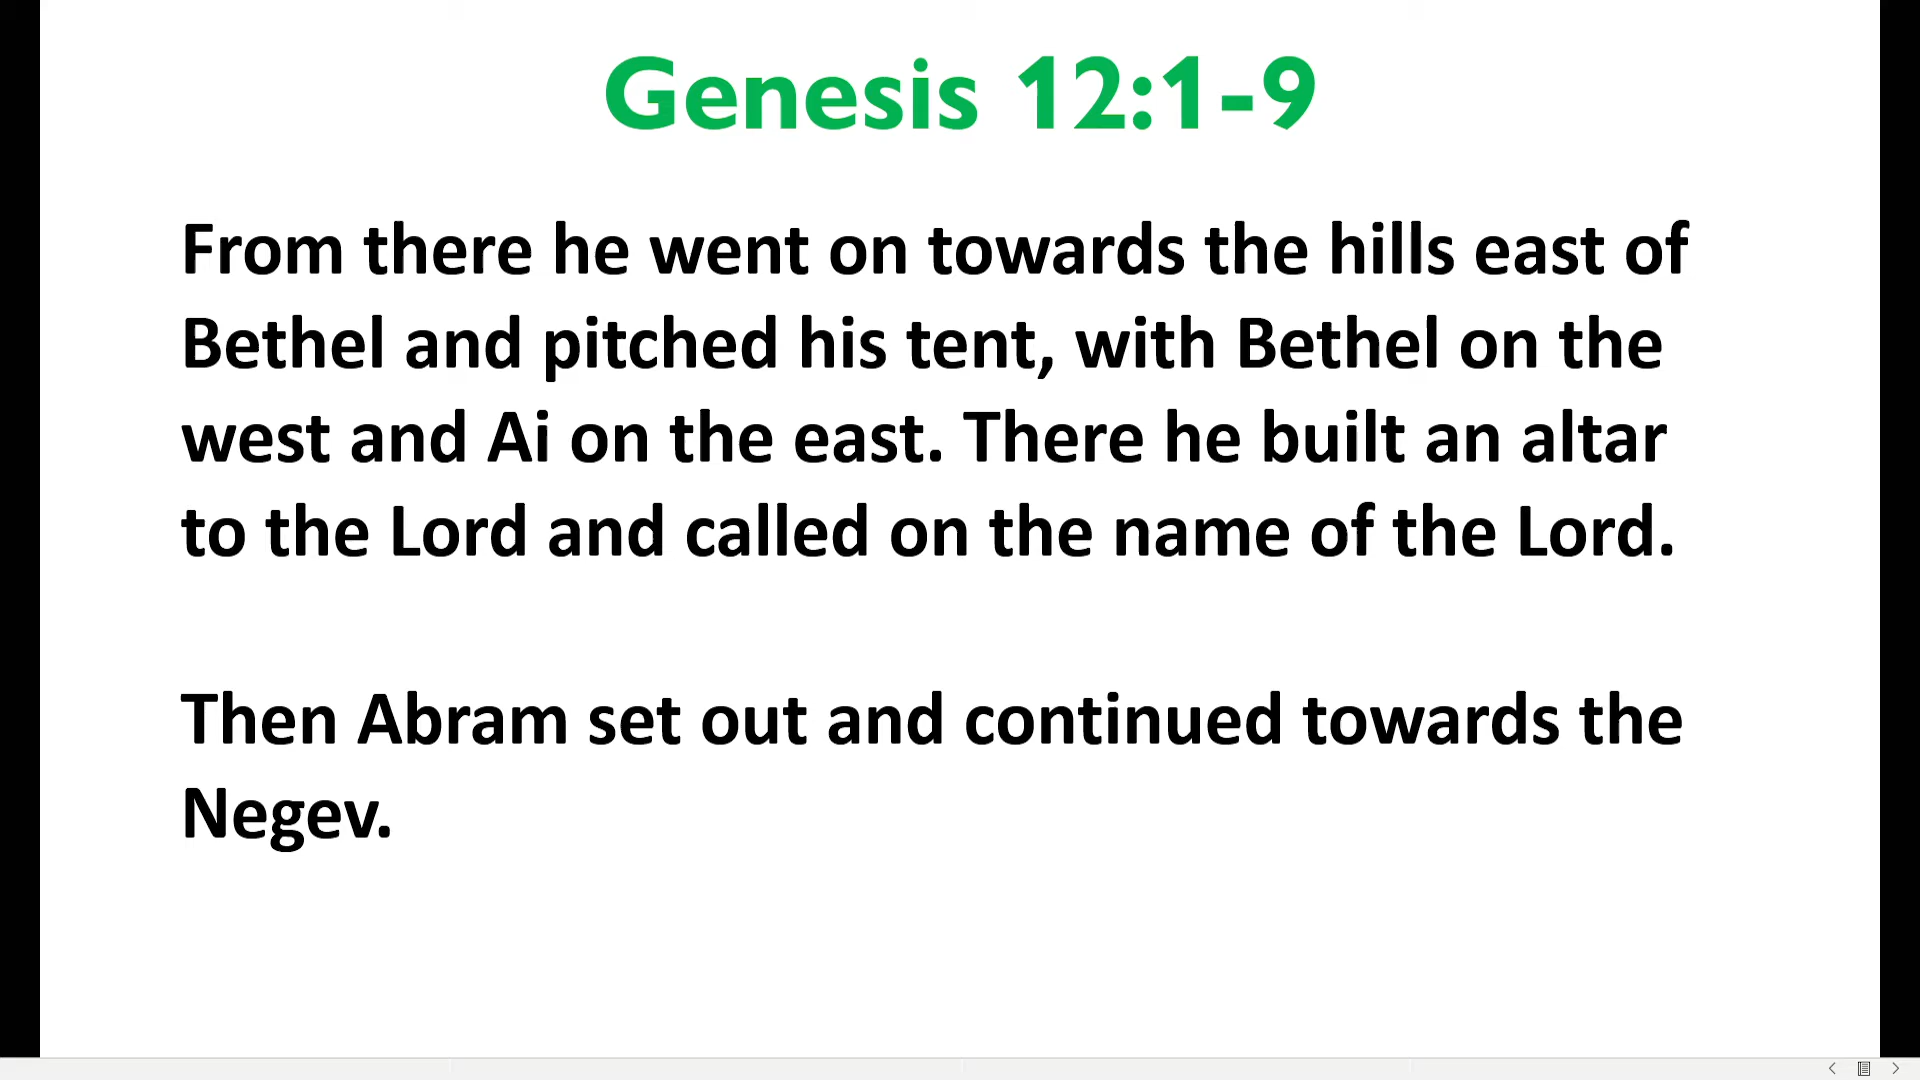 Genesis 12:1-9
From there he went on towards the hills east of
Bethel and pitched his tent, with Bethel on the
west and Ai on the east. There he built an altar
to the Lord and called on the name of the Lord.
Then Abram set out and continued towards the
Negev.